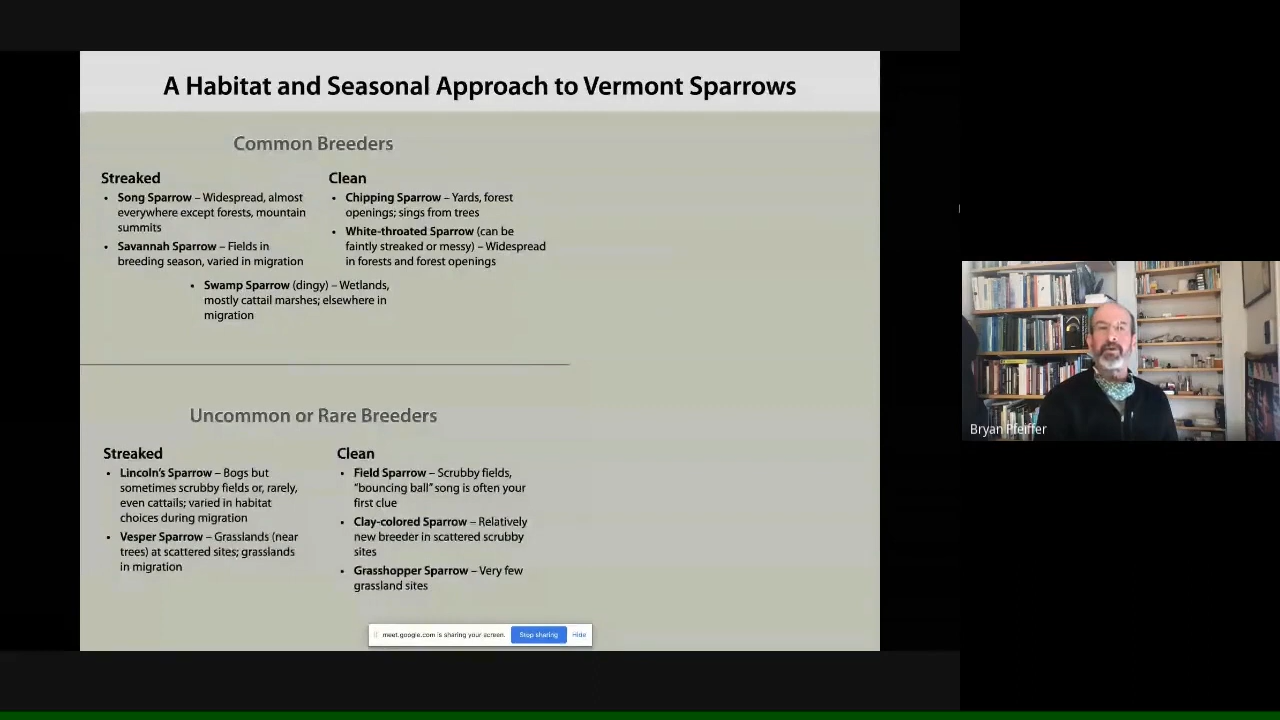 A Habitat and Seasonal Approach to Vermont Sparrows
Common Breeders
Streaked
• Song Sparrow – Widespread, almost
everywhere except forests, mountain
summits
• Savannah Sparrow – Fields in
breeding season, varied in migration
Clean
• Chipping Sparrow – Yards, forest
openings; sings from trees
• White-throated Sparrow (can be
faintly streaked or messy) – Widespread
in forests and forest openings
• Swamp Sparrow (dingy) – Wetlands,
mostly cattail marshes; elsewhere in
migration
Uncommon or Rare Breeders
Streaked
• Lincoln's Sparrow – Bogs but
sometimes scrubby fields or, rarely,
even cattails; varied in habitat
choices during migration
• Vesper Sparrow – Grasslands (near
trees) at scattered sites; grasslands
in migration
Clean
• Field Sparrow – Scrubby fields,
“bouncing ball” song is often your
first clue
• Clay-colored Sparrow – Relatively
new breeder in scattered scrubby
sites
• Grasshopper Sparrow – Very few
grassland sites
meet.google.com is sharing your screen. Stop sharing Hide
Bryan Pfeiffer